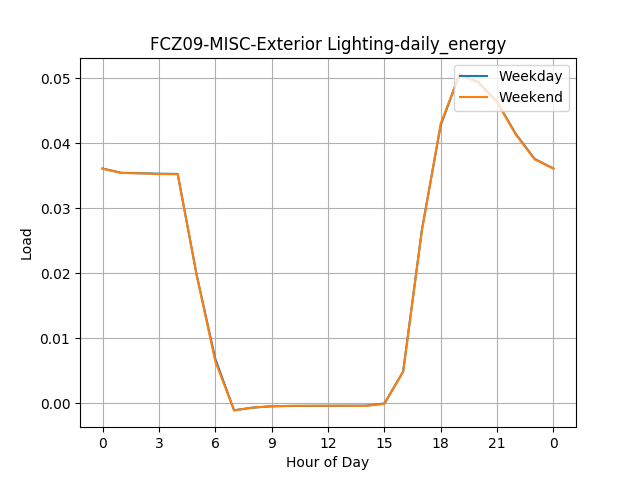 FCZ09-MISC-Exterior Lighting-daily_energy
Weekday
Weekend
0.05
0.04
0.03
0.02
0.01
0.00
Load
0 3 6 9 12 15 18 21 0
Hour of Day